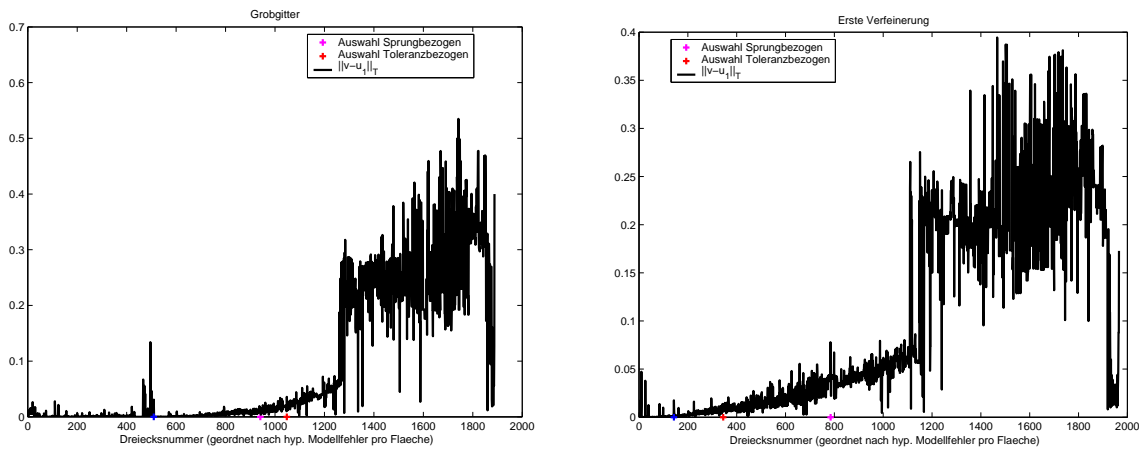 Grobgitter
0.7
0.6
0.5
0.4
0.3
0.2
0.1
0
0 200 400 600 800 1000 1200 1400 1600 1800 2000
Auswahl Sprungbezogen
Auswahl Toleranzbezogen
||v−u_1||_T
Dreiecksnummer (geordnet nach hyp. Modellfehler pro Flaeche)
Erste Verfeinerung
0.4
0.35
0.3
0.25
0.2
0.15
0.1
0.05
0
0 200 400 600 800 1000 1200 1400 1600 1800 2000
Auswahl Sprungbezogen
Auswahl Toleranzbezogen
||v−u_1||_T
Dreiecksnummer (geordnet nach hyp. Modellfehler pro Flaeche)